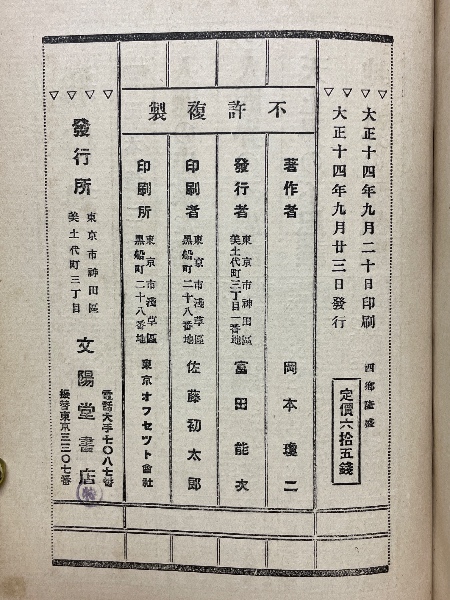 大正十四年九月二十日印刷
大正十四年九月廿三日發行
西郷隆盛
定價六拾五錢
不許複製
著作者
岡本瓊二
發行者
東京市神田區
美土代町三丁目一番地
富田能次
印刷者
東京市淺草區
黒船町二十八番地
佐藤初太郎
印刷所
東京市淺草區
黒船町二十八番地
東京オフセツト會社
發行所
東京市神田區
美土代町三丁目
文陽堂書店
電話大手七〇八七番
振替東京三三〇七番